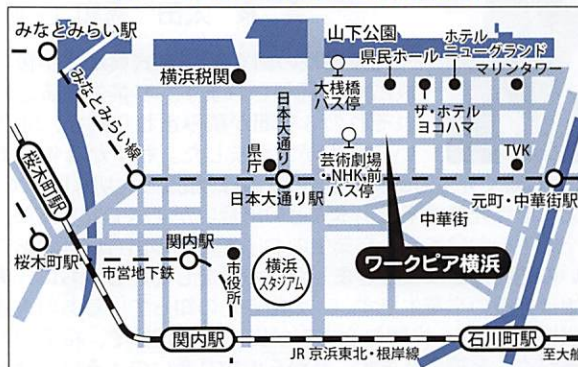 みなとみらい駅
山下公園
ホテル
ニューグランド
県民ホール
マリンタワー
横浜税関
大桟橋
バス停
ザ・ホテル
ヨコハマ
みなとみらい線
日本大通り
県庁
芸術劇場
・NHK前
バス停
TVK
桜木町駅
日本大通り駅
元町・中華街駅
中華街
桜木町駅
市営地下鉄
関内駅
市役所
横浜
スタジアム
ワークピア横浜
関内駅
JR 京浜東北・根岸線
石川町駅
至大船